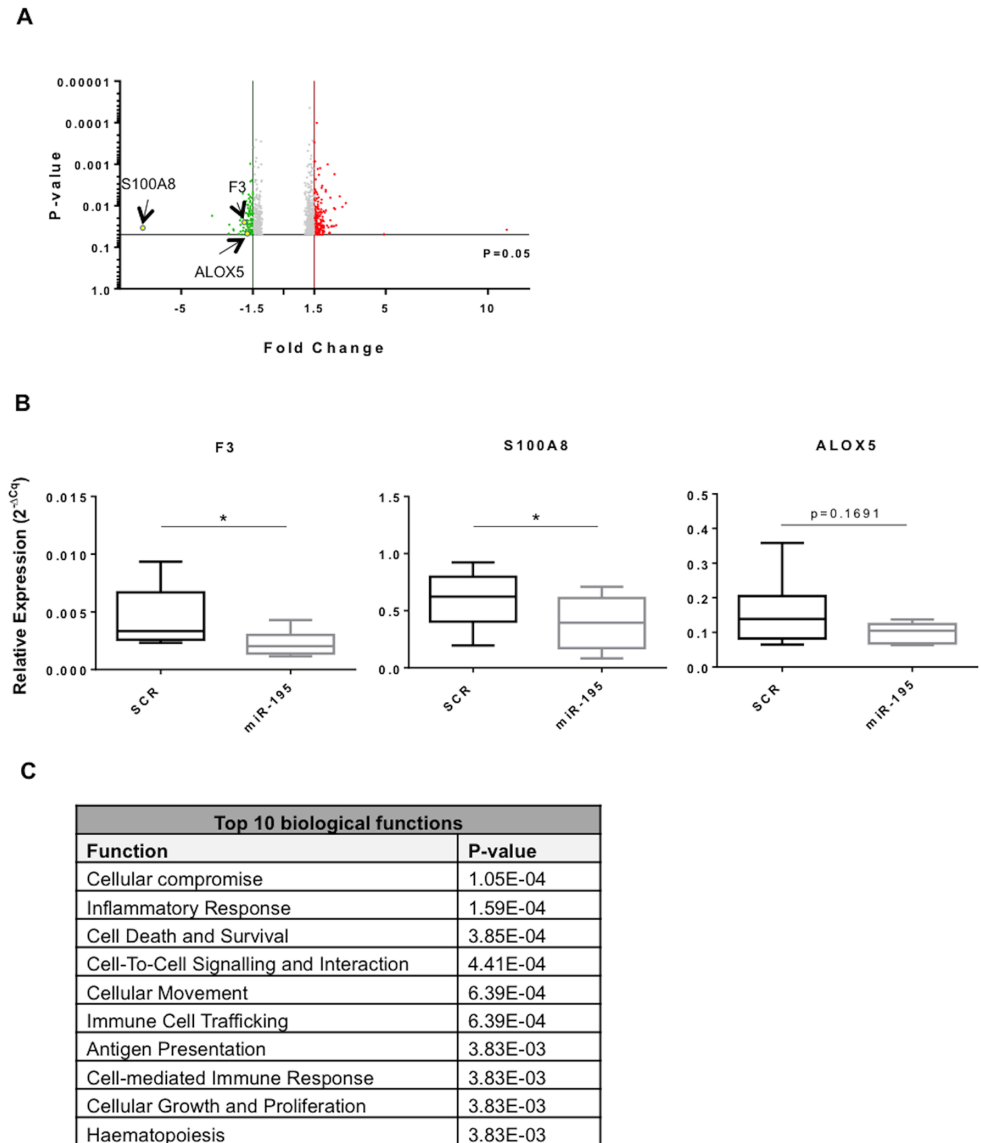 A
0.00001
0.0001
0.001
0.01
0.1
1.0
P-value
S100A8
F3
ALOX5
P=0.05
-5
-1.5
1.5
5
10
Fold Change
B
F3
S100A8
ALOX5
Relative Expression (2^-ΔCq)
0.015
0.010
0.005
0.000
*
SCR
miR-195
1.5
1.0
0.5
0.0
*
SCR
miR-195
0.5
0.4
0.3
0.2
0.1
0.0
p=0.1691
SCR
miR-195
C
Top 10 biological functions
Function P-value
Cellular compromise 1.05E-04
Inflammatory Response 1.59E-04
Cell Death and Survival 3.85E-04
Cell-To-Cell Signalling and Interaction 4.41E-04
Cellular Movement 6.39E-04
Immune Cell Trafficking 6.39E-04
Antigen Presentation 3.83E-03
Cell-mediated Immune Response 3.83E-03
Cellular Growth and Proliferation 3.83E-03
Haematopoiesis 3.83E-03